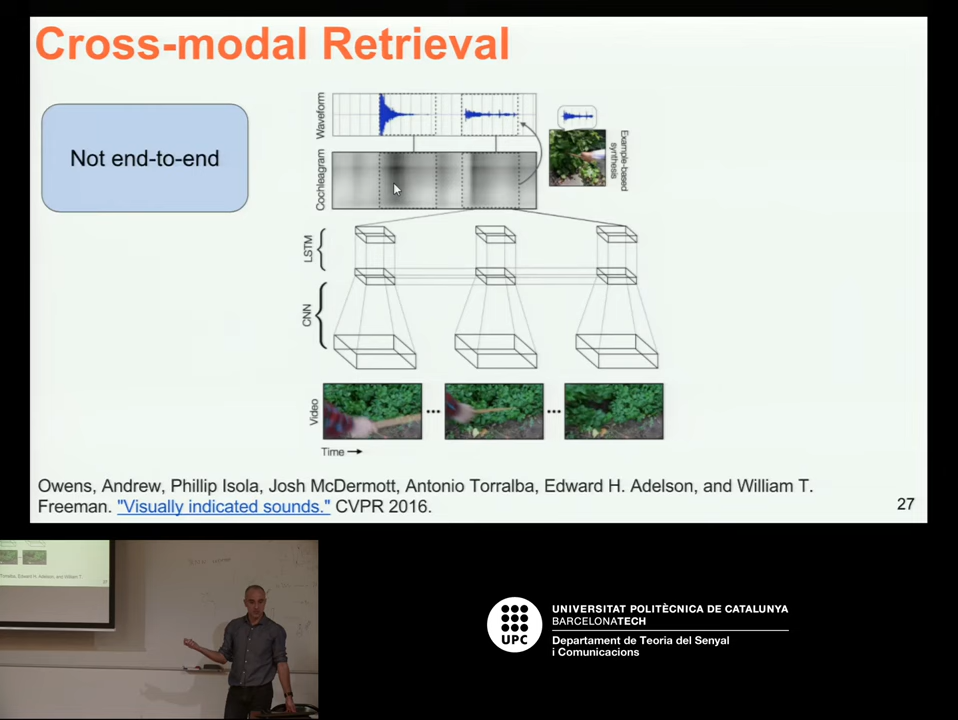 Cross-modal Retrieval
Not end-to-end
Waveform
Cochleagram
Example-based
synthesis
LSTM
CNN
Video
•••
•••
Time
Owens, Andrew, Phillip Isola, Josh McDermott, Antonio Torralba, Edward H. Adelson, and William T.
Freeman. "Visually indicated sounds." CVPR 2016.
27
UPC
UNIVERSITAT POLITÈCNICA DE CATALUNYA
BARCELONATECH
Departament de Teoria del Senyal
i Comunicacions